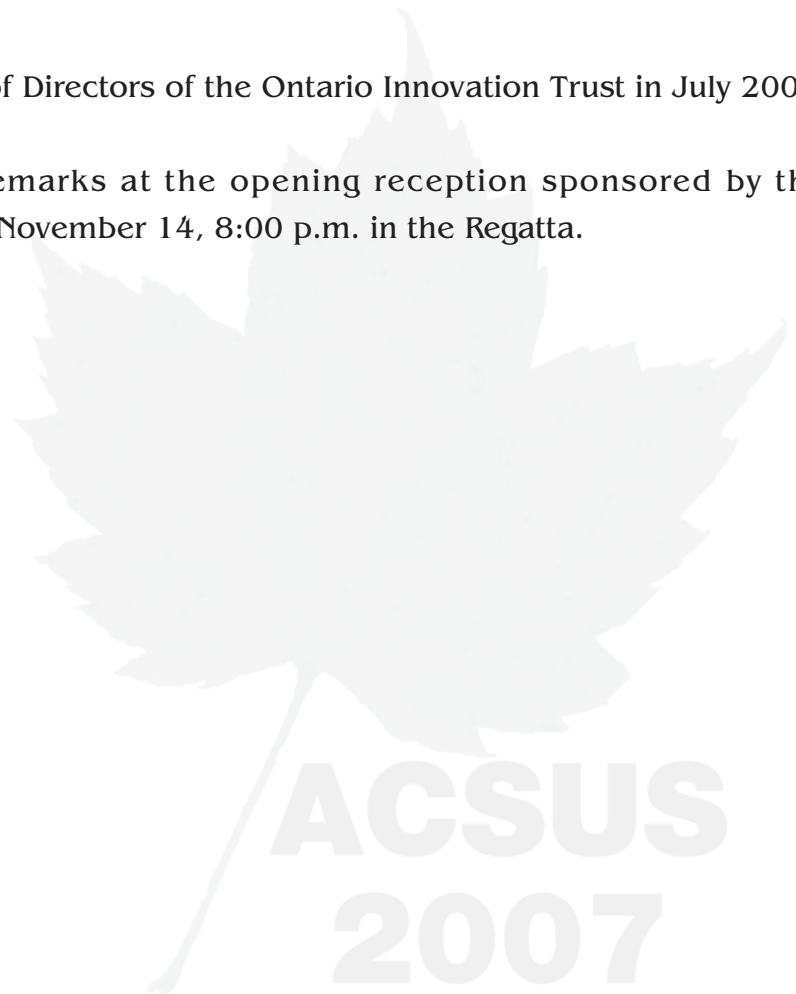 of Directors of the Ontario Innovation Trust in July 200
emarks at the opening reception sponsored by th
November 14, 8:00 p.m. in the Regatta.
ACSUS
2007